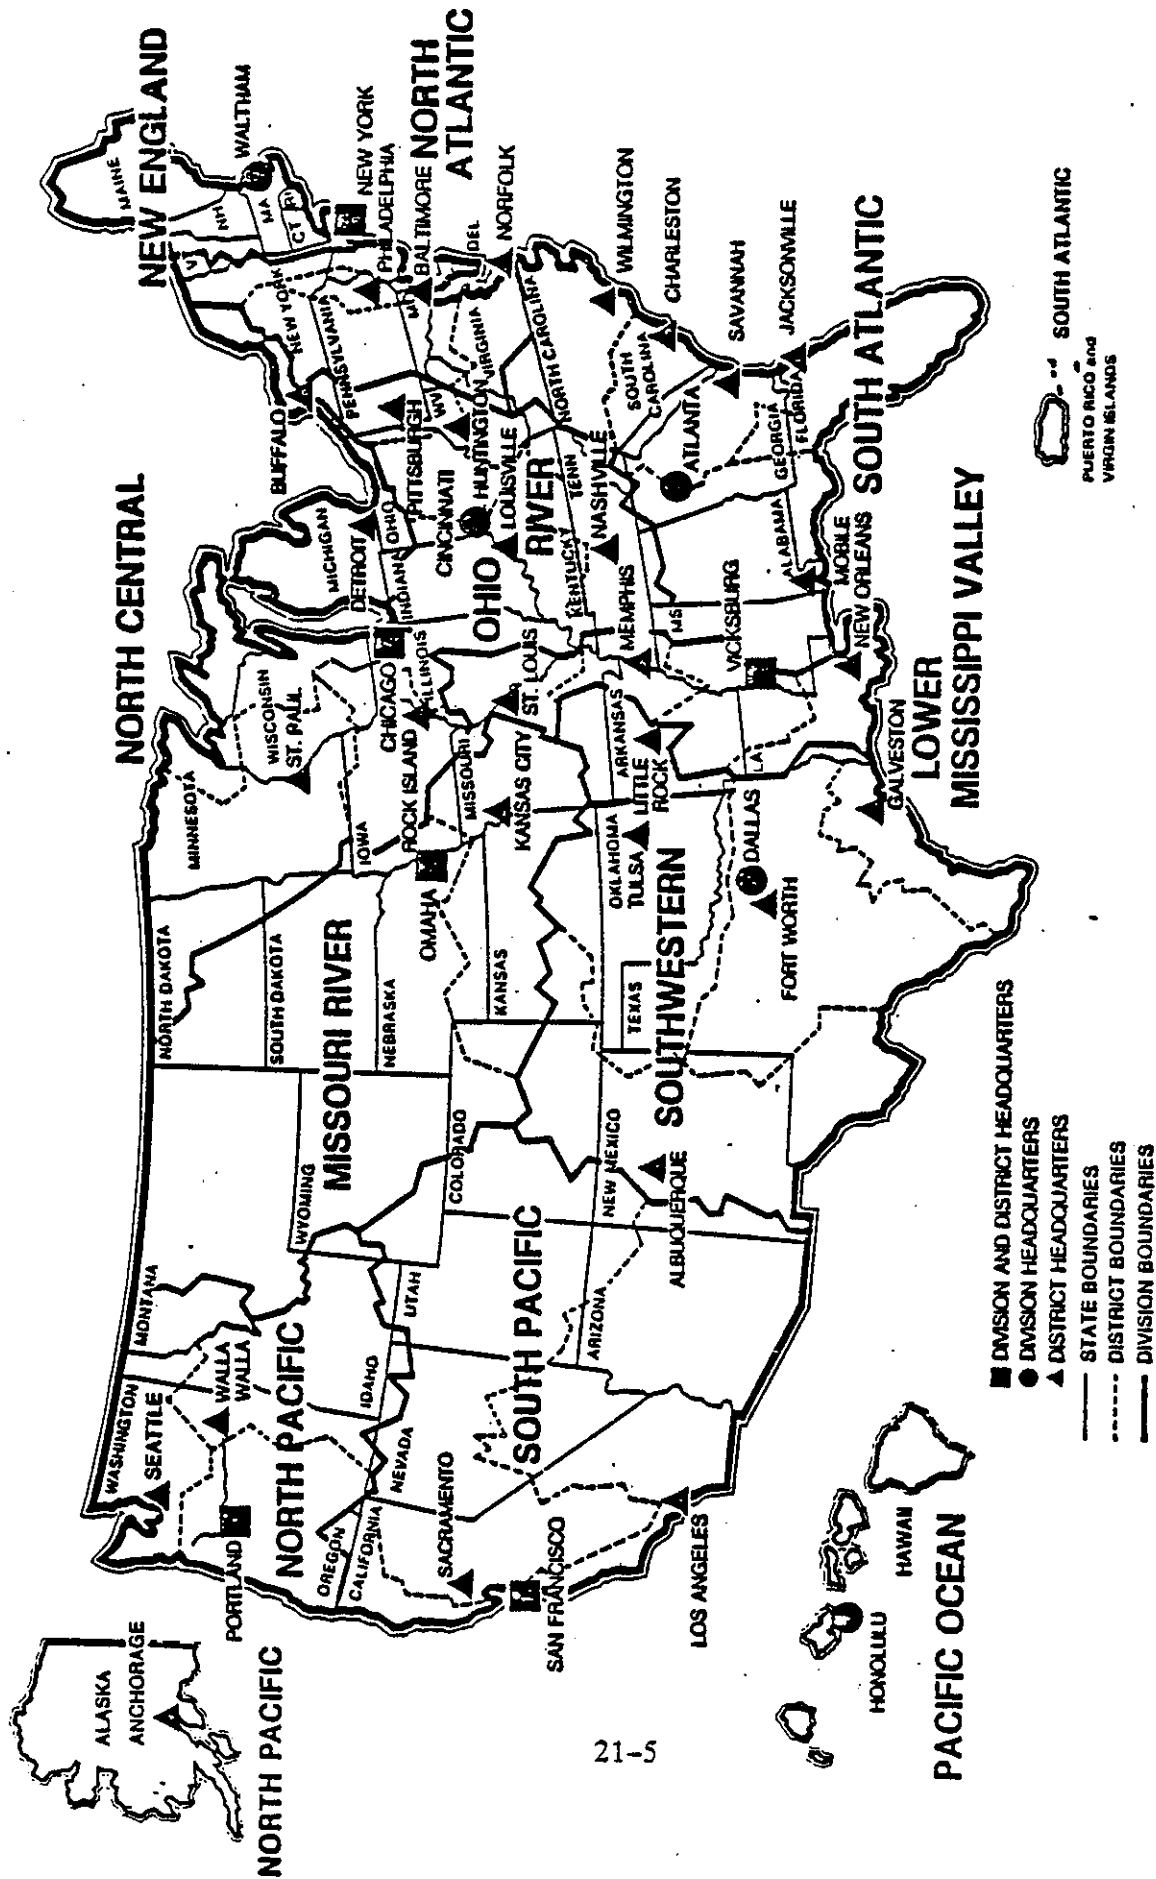 NORTH PACIFIC
ALASKA
ANCHORAGE
WASHINGTON
SEATTLE
WALLA
WALLA
PORTLAND
NORTH PACIFIC
OREGON
CALIFORNIA
NEVADA
IDAHO
UTAH
MONTANA
WYOMING
SACRAMENTO
SAN FRANCISCO
SOUTH PACIFIC
LOS ANGELES
ARIZONA
COLORADO
NEW MEXICO
ALBUQUERQUE
MISSOURI RIVER
NORTH DAKOTA
SOUTH DAKOTA
NEBRASKA
OMAHA
KANSAS
KANSAS CITY
MISSOURI
SOUTHWESTERN
TEXAS
OKLAHOMA
TULSA
LITTLE
ROCK
ARKANSAS
DALLAS
FORT WORTH
GALVESTON
NORTH CENTRAL
MINNESOTA
WISCONSIN
ST. PAUL
IOWA
ROCK ISLAND
CHICAGO
ILLINOIS
ST. LOUIS
MICHIGAN
DETROIT
INDIANA
OHIO
BUFFALO
OHIO
RIVER
PITTSBURGH
CINCINNATI
HUNTINGTON
LOUISVILLE
WV
KENTUCKY
TENN
NASHVILLE
MEMPHIS
MS
VICKSBURG
LA
NEW ORLEANS
LOWER
MISSISSIPPI VALLEY
NEW ENGLAND
MAINE
NH
VT
MA
CT
RI
WALTHAM
NEW YORK
NEW YORK
PENNSYLVANIA
PHILADELPHIA
BALTIMORE
DEL
NORTH
ATLANTIC
VIRGINIA
NORFOLK
NORTH CAROLINA
WILMINGTON
SOUTH
CAROLINA
CHARLESTON
SAVANNAH
JACKSONVILLE
ATLANTA
GEORGIA
FLORIDA
ALABAMA
MOBILE
SOUTH ATLANTIC
SOUTH ATLANTIC
PUERTO RICO and
VIRGIN ISLANDS
HONOLULU
HAWAII
PACIFIC OCEAN
DIVISION AND DISTRICT HEADQUARTERS
DIVISION HEADQUARTERS
DISTRICT HEADQUARTERS
STATE BOUNDARIES
DISTRICT BOUNDARIES
DIVISION BOUNDARIES
21-5